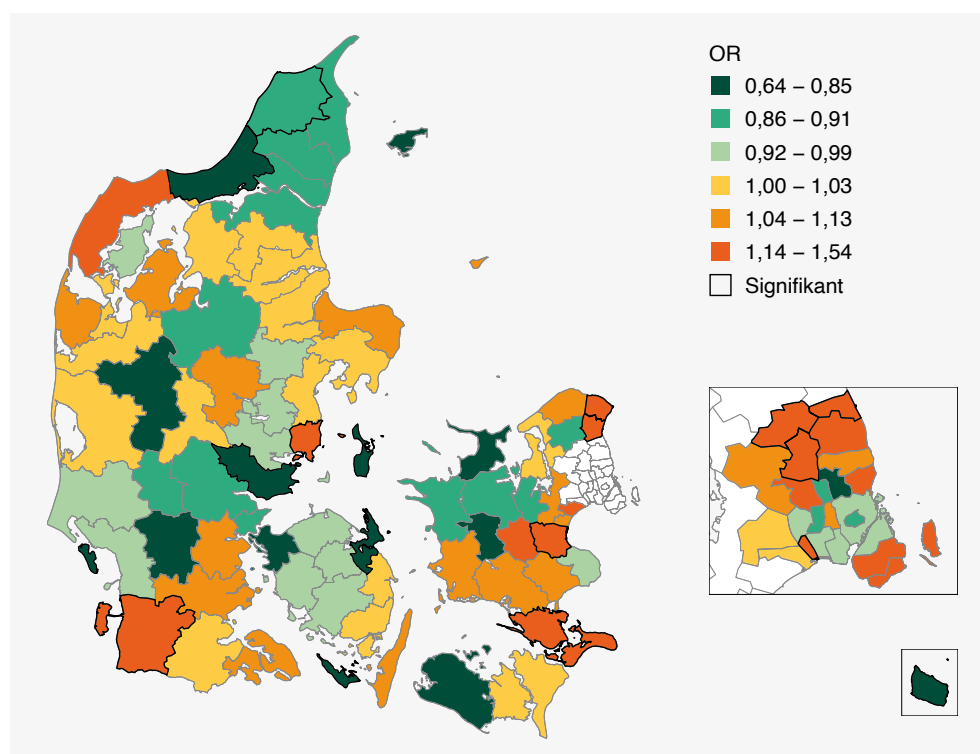 OR
0,64 – 0,85
0,86 – 0,91
0,92 – 0,99
1,00 – 1,03
1,04 – 1,13
1,14 – 1,54
Signifikant